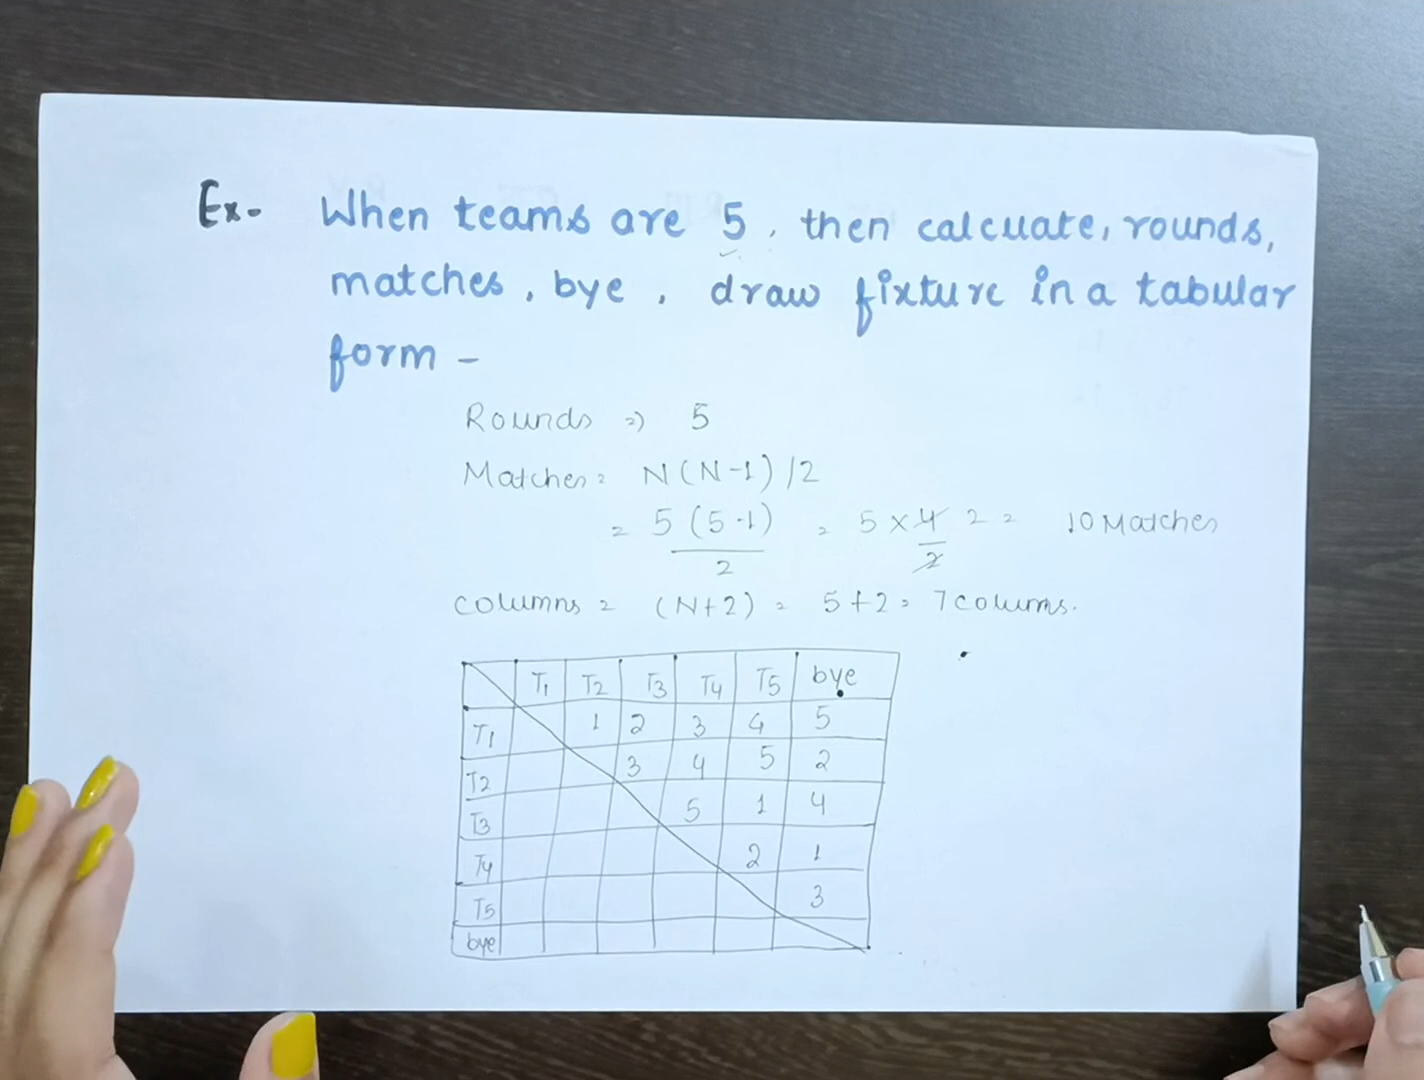 Ex. When teams are 5, then calcuate, rounds,
matches, bye, draw fixture in a tabular
form -
Rounds => 5
Matches = N(N-1)/2
= 5(5-1)/2 = 5 x 4/2 2 = 10 Matches
columns = (N+2) = 5+2 = 7 colums.
T1 T2 T3 T4 T5 bye
T1 1 2 3 4 5
T2 3 4 5 2
T3 5 1 4
T4 2 1
T5 3
bye